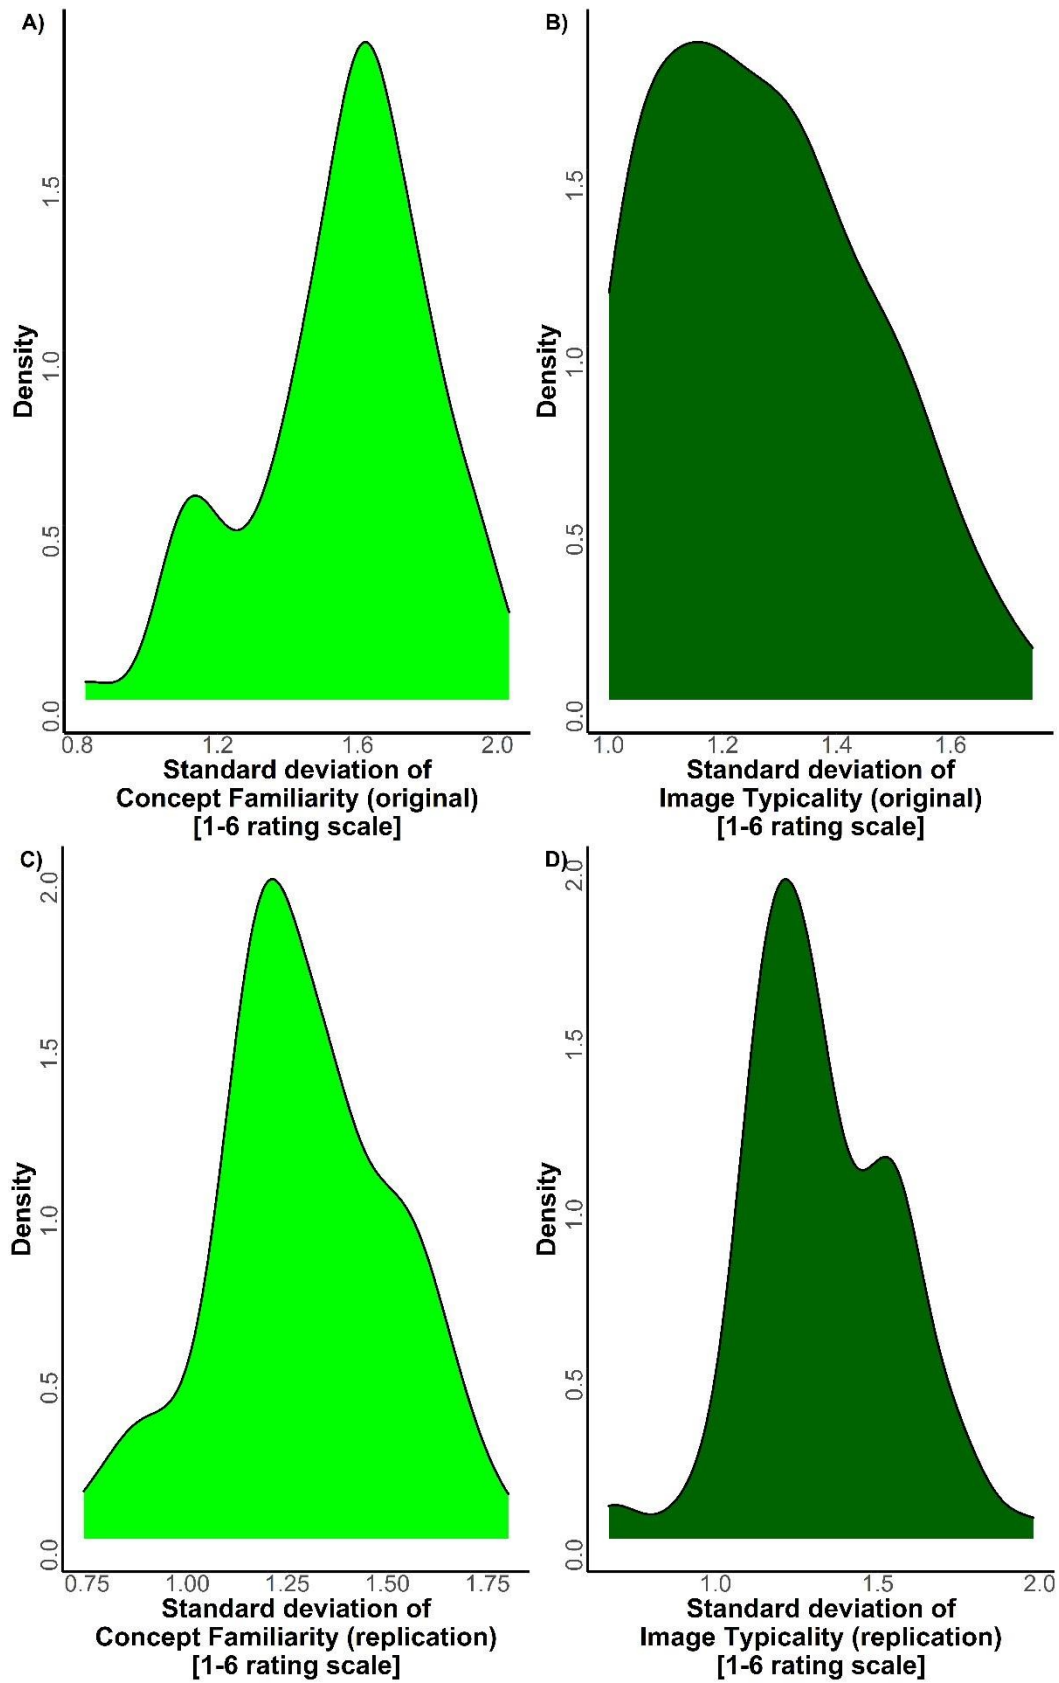 A)
Density
0.0
0.5
1.0
1.5
0.8 1.2 1.6 2.0
Standard deviation of
Concept Familiarity (original)
[1-6 rating scale]
B)
Density
0.0
0.5
1.0
1.5
1.0 1.2 1.4 1.6
Standard deviation of
Image Typicality (original)
[1-6 rating scale]
C)
Density
0.0
0.5
1.0
1.5
2.0
0.75 1.00 1.25 1.50 1.75
Standard deviation of
Concept Familiarity (replication)
[1-6 rating scale]
D)
Density
0.0
0.5
1.0
1.5
2.0
1.0 1.5 2.0
Standard deviation of
Image Typicality (replication)
[1-6 rating scale]